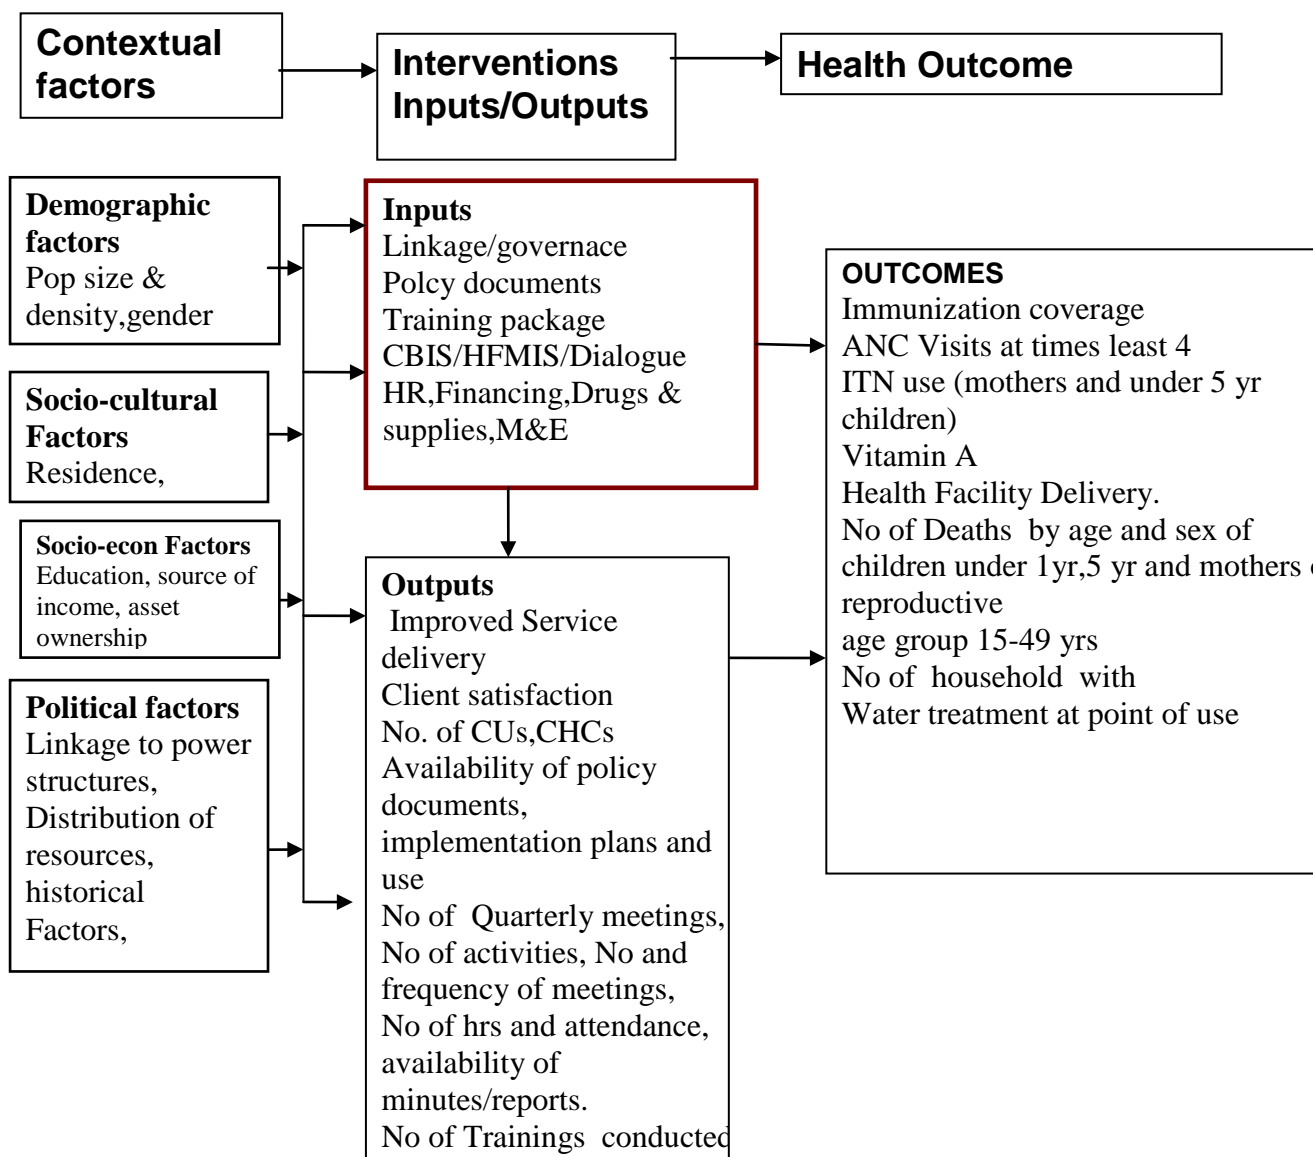 Contextual
factors
Interventions
Inputs/Outputs
Health Outcome
Demographic
factors
Pop size &
density,gender
Socio-cultural
Factors
Residence,
Socio-econ Factors
Education, source of
income, asset
ownership
Political factors
Linkage to power
structures,
Distribution of
resources,
historical
Factors,
Inputs
Linkage/governace
Polcy documents
Training package
CBIS/HFMIS/Dialogue
HR,Financing,Drugs &
supplies,M&E
Outputs
Improved Service
delivery
Client satisfaction
No. of CUs,CHCs
Availability of policy
documents,
implementation plans and
use
No of Quarterly meetings,
No of activities, No and
frequency of meetings,
No of hrs and attendance,
availability of
minutes/reports.
No of Trainings conducted
OUTCOMES
Immunization coverage
ANC Visits at times least 4
ITN use (mothers and under 5 yr
children)
Vitamin A
Health Facility Delivery.
No of Deaths by age and sex of
children under 1yr,5 yr and mothers
reproductive
age group 15-49 yrs
No of household with
Water treatment at point of use